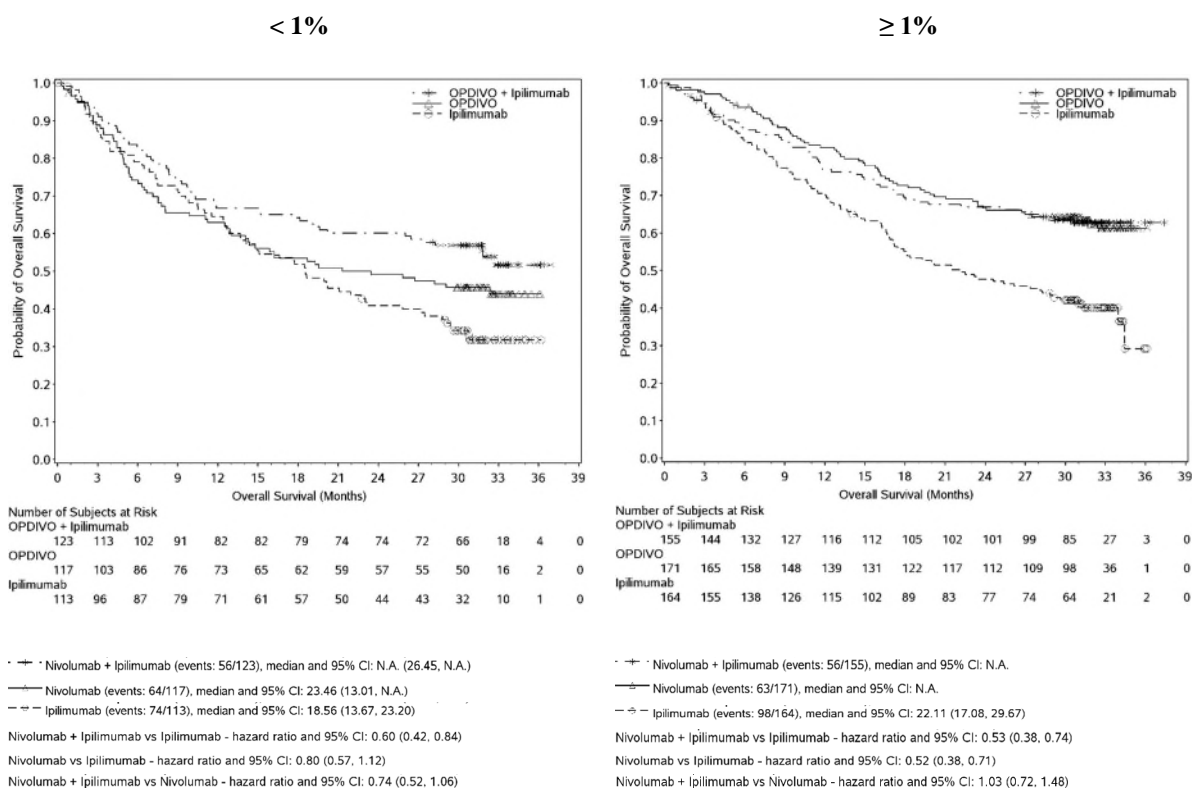 < 1%
1.0
0.9
0.8
0.7
0.6
0.5
0.4
0.3
0.2
0.1
0.0
Probability of Overall Survival
OPDIVO + Ipilimumab
OPDIVO
Ipilimumab
0 3 6 9 12 15 18 21 24 27 30 33 36 39
Overall Survival (Months)
Number of Subjects at Risk
OPDIVO + Ipilimumab
123 113 102 91 82 82 79 74 74 72 66 18 4 0
OPDIVO
117 103 86 76 73 65 62 59 57 55 50 16 2 0
Ipilimumab
113 96 87 79 71 61 57 50 44 43 32 10 1 0
Nivolumab + Ipilimumab (events: 56/123), median and 95% CI: N.A. (26.45, N.A.)
Nivolumab (events: 64/117), median and 95% CI: 23.46 (13.01, N.A.)
Ipilimumab (events: 74/113), median and 95% CI: 18.56 (13.67, 23.20)
Nivolumab + Ipilimumab vs Ipilimumab - hazard ratio and 95% CI: 0.60 (0.42, 0.84)
Nivolumab vs Ipilimumab - hazard ratio and 95% CI: 0.80 (0.57, 1.12)
Nivolumab + Ipilimumab vs Nivolumab - hazard ratio and 95% CI: 0.74 (0.52, 1.06)
≥ 1%
1.0
0.9
0.8
0.7
0.6
0.5
0.4
0.3
0.2
0.1
0.0
Probability of Overall Survival
OPDIVO + Ipilimumab
OPDIVO
Ipilimumab
0 3 6 9 12 15 18 21 24 27 30 33 36 39
Overall Survival (Months)
Number of Subjects at Risk
OPDIVO + Ipilimumab
155 144 132 127 116 112 105 102 101 99 85 27 3 0
OPDIVO
171 165 158 148 139 131 122 117 112 109 98 36 1 0
Ipilimumab
164 155 138 126 115 102 89 83 77 74 64 21 2 0
Nivolumab + Ipilimumab (events: 56/155), median and 95% CI: N.A.
Nivolumab (events: 63/171), median and 95% CI: N.A.
Ipilimumab (events: 98/164), median and 95% CI: 22.11 (17.08, 29.67)
Nivolumab + Ipilimumab vs Ipilimumab - hazard ratio and 95% CI: 0.53 (0.38, 0.74)
Nivolumab vs Ipilimumab - hazard ratio and 95% CI: 0.52 (0.38, 0.71)
Nivolumab + Ipilimumab vs Nivolumab - hazard ratio and 95% CI: 1.03 (0.72, 1.48)